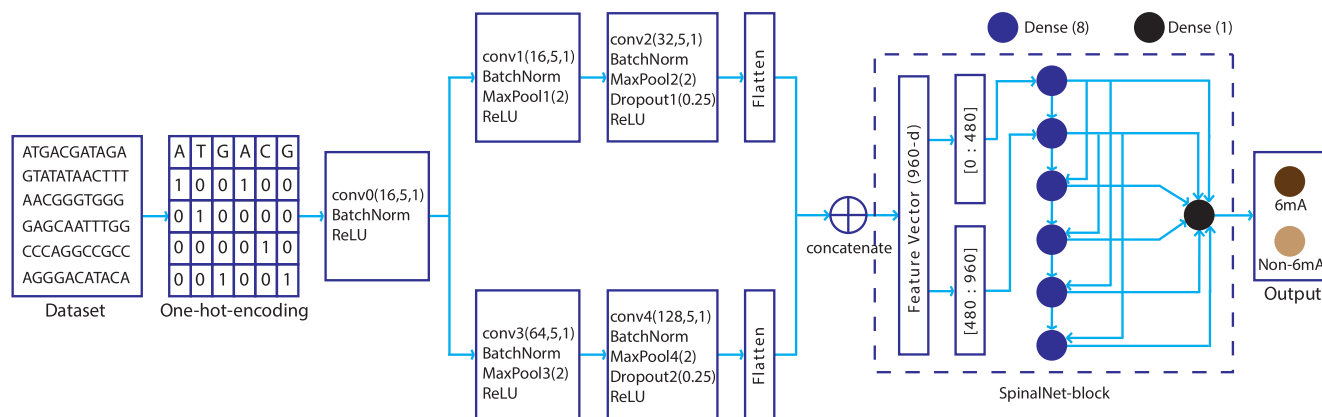 ATGACGATAGA
GTATATAACTTT
AACGGGTGGG
GAGCAATTTGG
CCCAGGCCGCC
AGGGACATACA
Dataset
A T G A C G
1 0 0 1 0 0
0 1 0 0 0 0
0 0 0 0 1 0
0 0 1 0 0 1
One-hot-encoding
conv0(16,5,1)
BatchNorm
ReLU
conv1(16,5,1)
BatchNorm
MaxPool1(2)
ReLU
conv2(32,5,1)
BatchNorm
MaxPool2(2)
Dropout1(0.25)
ReLU
Flatten
conv3(64,5,1)
BatchNorm
MaxPool3(2)
ReLU
conv4(128,5,1)
BatchNorm
MaxPool4(2)
Dropout2(0.25)
ReLU
Flatten
concatenate
Feature Vector (960-d)
[0 : 480]
[480 : 960]
Dense (8)
Dense (1)
SpinalNet-block
6mA
Non-6mA
Output